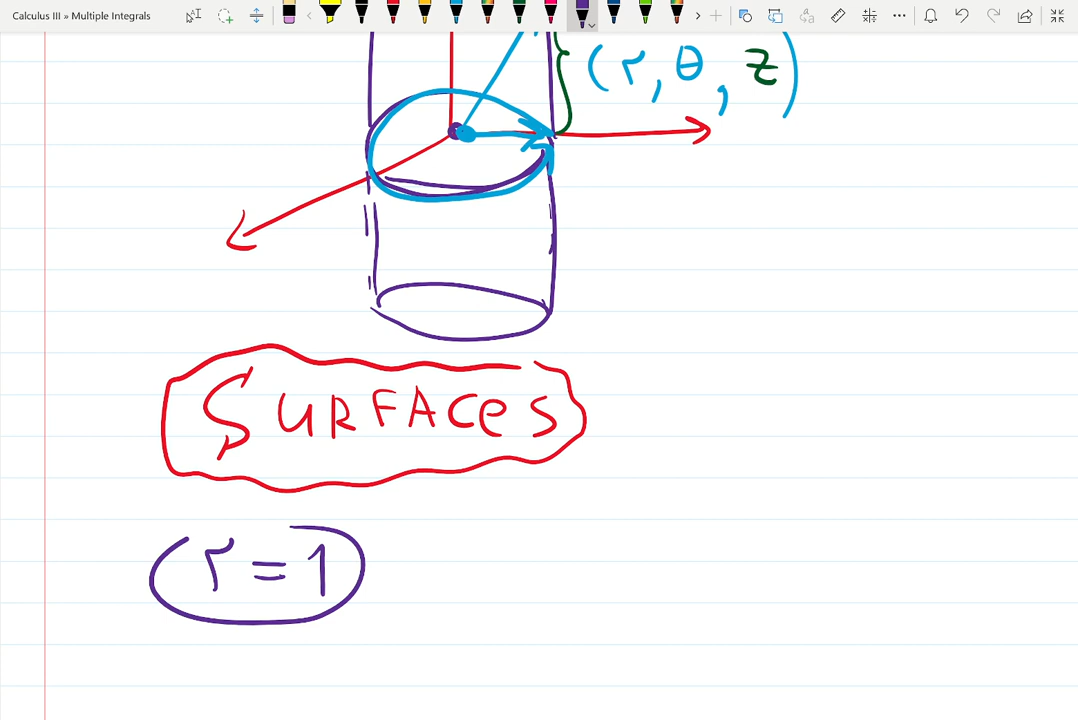 Calculus III » Multiple Integrals
(r, θ, z)
SURFACES
r = 1